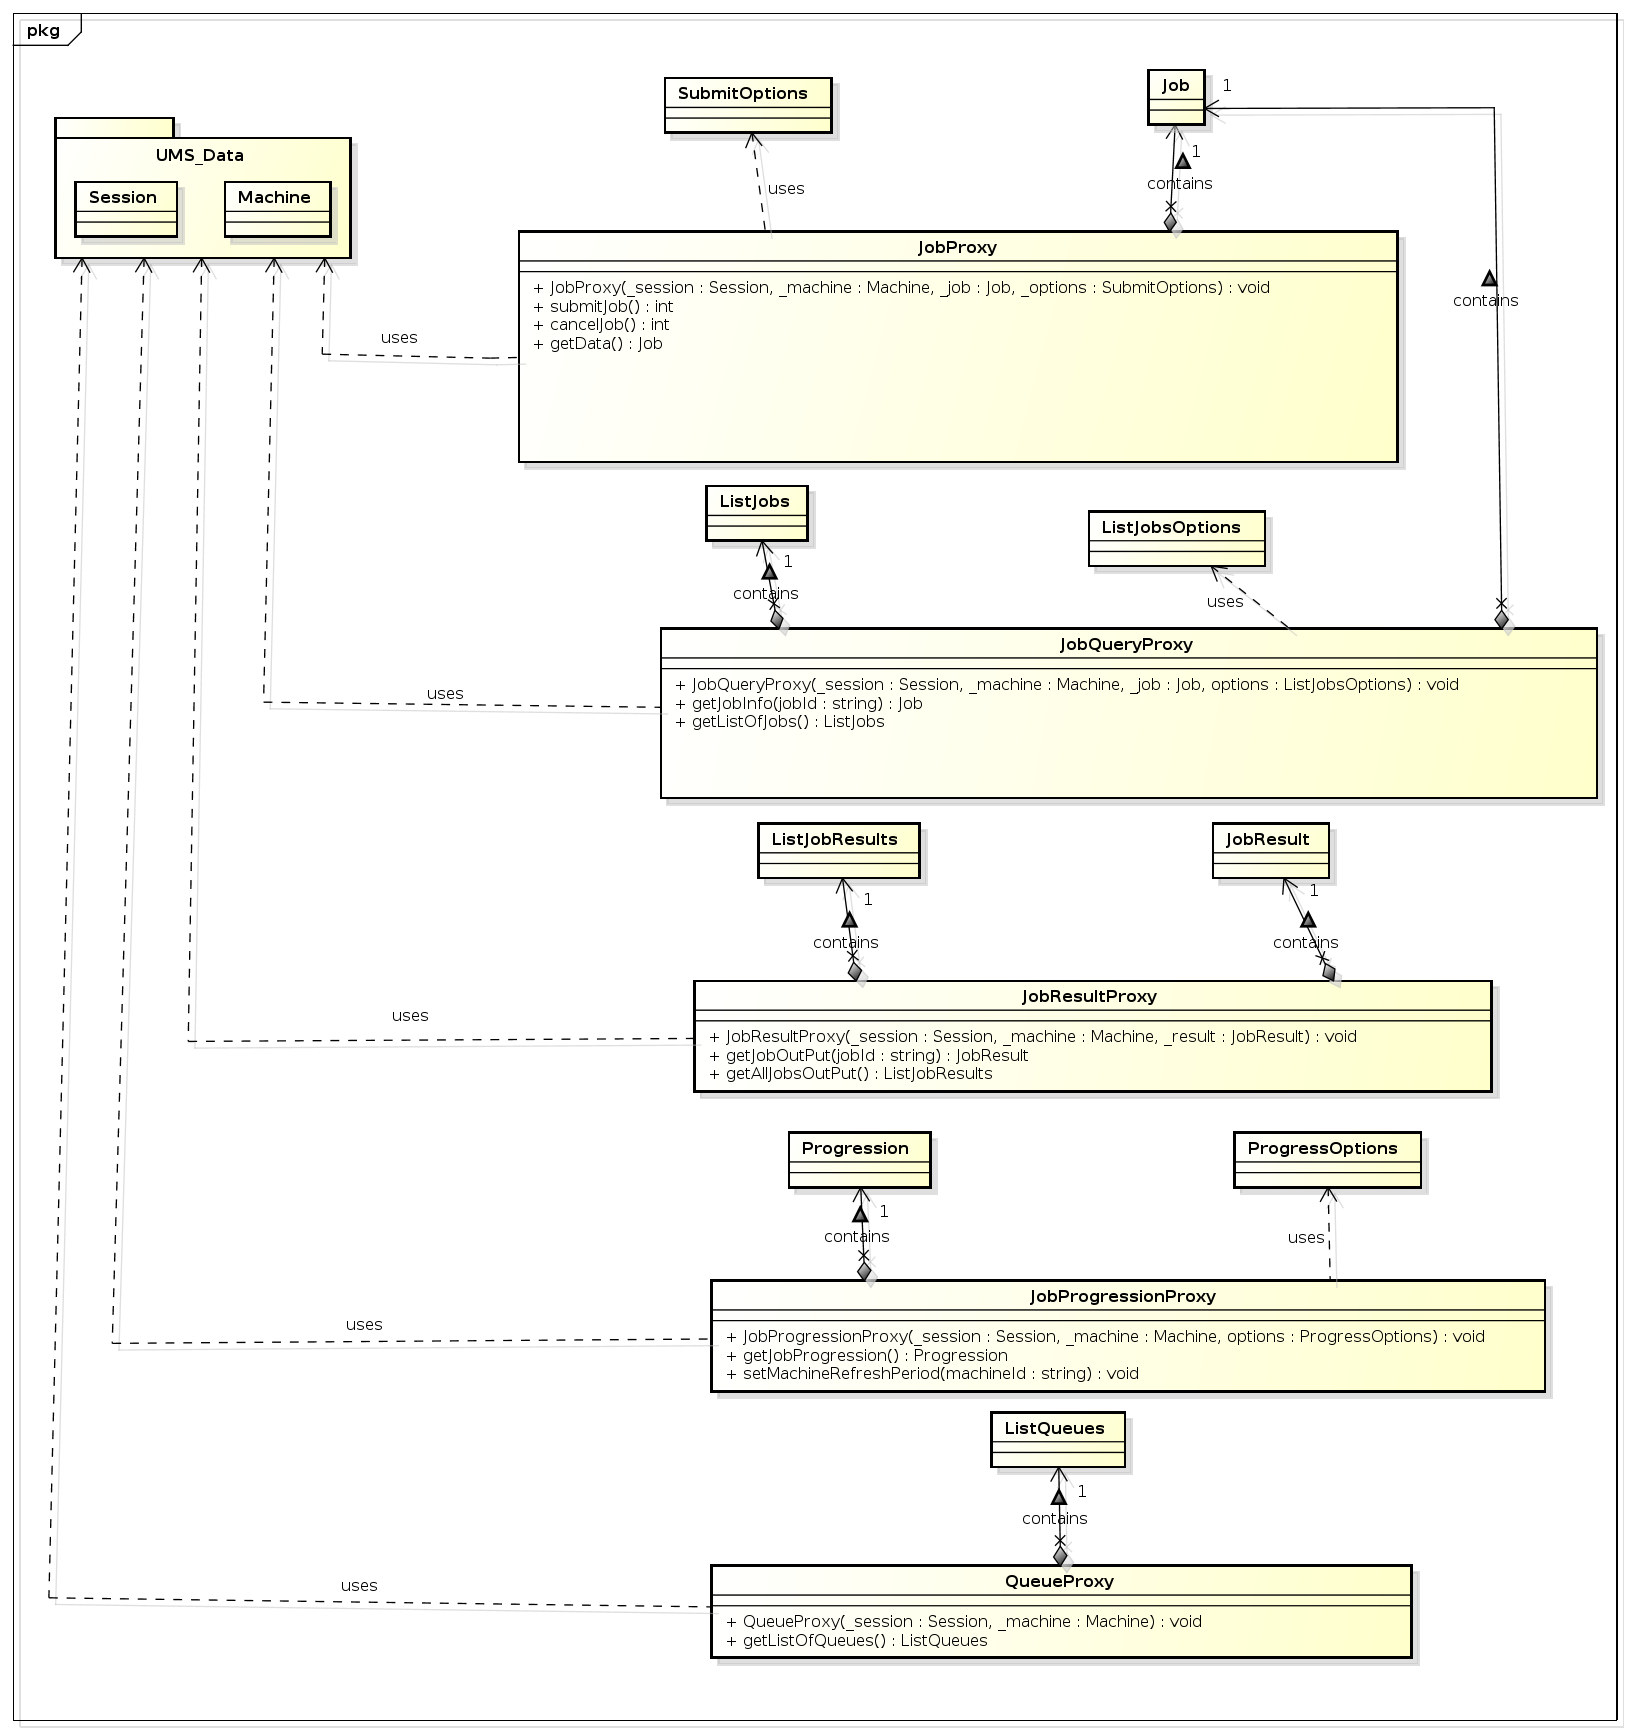 pkg
SubmitOptions
Job
1
UMS_Data
Session
Machine
uses
1
contains
JobProxy
+ JobProxy(_session : Session, _machine : Machine, _job : Job, _options : SubmitOptions) : void
+ submitJob() : int
+ cancelJob() : int
+ getData() : Job
contains
uses
ListJobs
ListJobsOptions
1
contains
uses
JobQueryProxy
+ JobQueryProxy(_session : Session, _machine : Machine, _job : Job, options : ListJobsOptions) : void
+ getJobInfo(jobId : string) : Job
+ getListOfJobs() : ListJobs
uses
ListJobResults
JobResult
1
1
contains
contains
JobResultProxy
+ JobResultProxy(_session : Session, _machine : Machine, _result : JobResult) : void
+ getJobOutPut(jobId : string) : JobResult
+ getAllJobsOutPut() : ListJobResults
uses
Progression
ProgressOptions
1
contains
uses
JobProgressionProxy
+ JobProgressionProxy(_session : Session, _machine : Machine, options : ProgressOptions) : void
+ getJobProgression() : Progression
+ setMachineRefreshPeriod(machineId : string) : void
uses
ListQueues
1
contains
QueueProxy
+ QueueProxy(_session : Session, _machine : Machine) : void
+ getListOfQueues() : ListQueues
uses